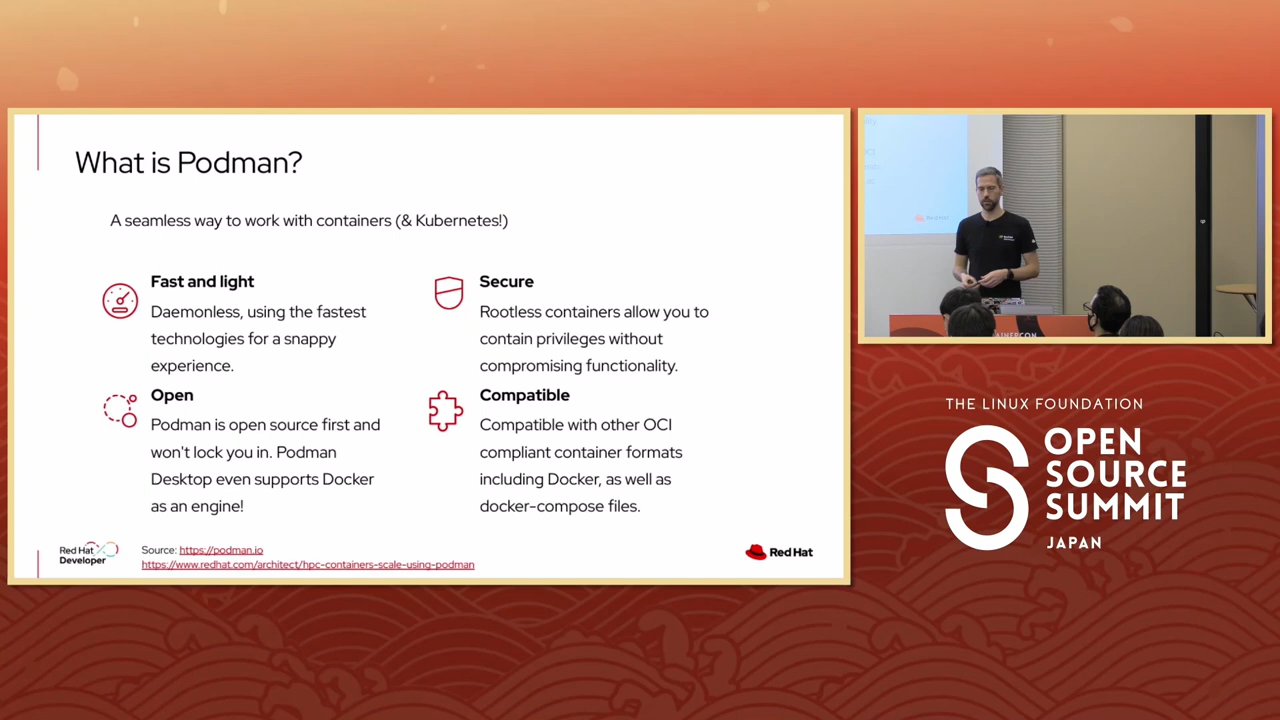 What is Podman?
A seamless way to work with containers (& Kubernetes!)
Fast and light
Daemonless, using the fastest
technologies for a snappy
experience.
Secure
Rootless containers allow you to
contain privileges without
compromising functionality.
Open
Podman is open source first and
won't lock you in. Podman
Desktop even supports Docker
as an engine!
Compatible
Compatible with other OCI
compliant container formats
including Docker, as well as
docker-compose files.
Red Hat
Developer
Source: https://podman.io
https://www.redhat.com/architect/hpc-containers-scale-using-podman
Red Hat
THE LINUX FOUNDATION
OPEN
SOURCE
SUMMIT
JAPAN